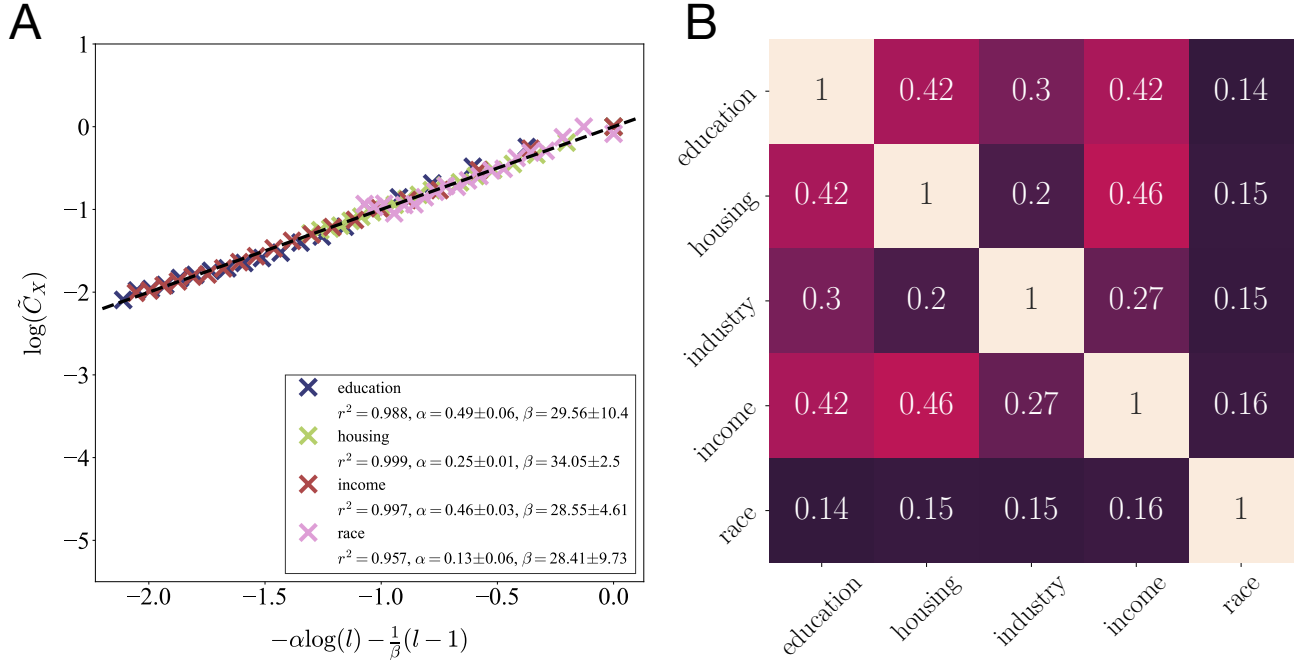 A
1
0
−1
−2
−3
−4
−5
log(C̃_X)
education
r² = 0.988, α = 0.49±0.06, β = 29.56±10.4
housing
r² = 0.999, α = 0.25±0.01, β = 34.05±2.5
income
r² = 0.997, α = 0.46±0.03, β = 28.55±4.61
race
r² = 0.957, α = 0.13±0.06, β = 28.41±9.73
−2.0 −1.5 −1.0 −0.5 0.0
−αlog(l) − 1/β(l − 1)
B
education 1 0.42 0.3 0.42 0.14
housing 0.42 1 0.2 0.46 0.15
industry 0.3 0.2 1 0.27 0.15
income 0.42 0.46 0.27 1 0.16
race 0.14 0.15 0.15 0.16 1
education housing industry income race